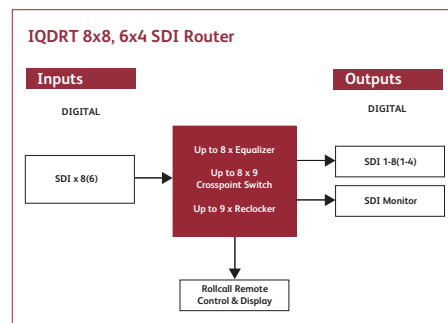 IQDRT 8x8, 6x4 SDI Router
Inputs
Outputs
DIGITAL
DIGITAL
SDI x 8(6)
Up to 8 x Equalizer
Up to 8 x 9
Crosspoint Switch
Up to 9 x Reclocker
SDI 1-8(1-4)
SDI Monitor
Rollcall Remote
Control & Display